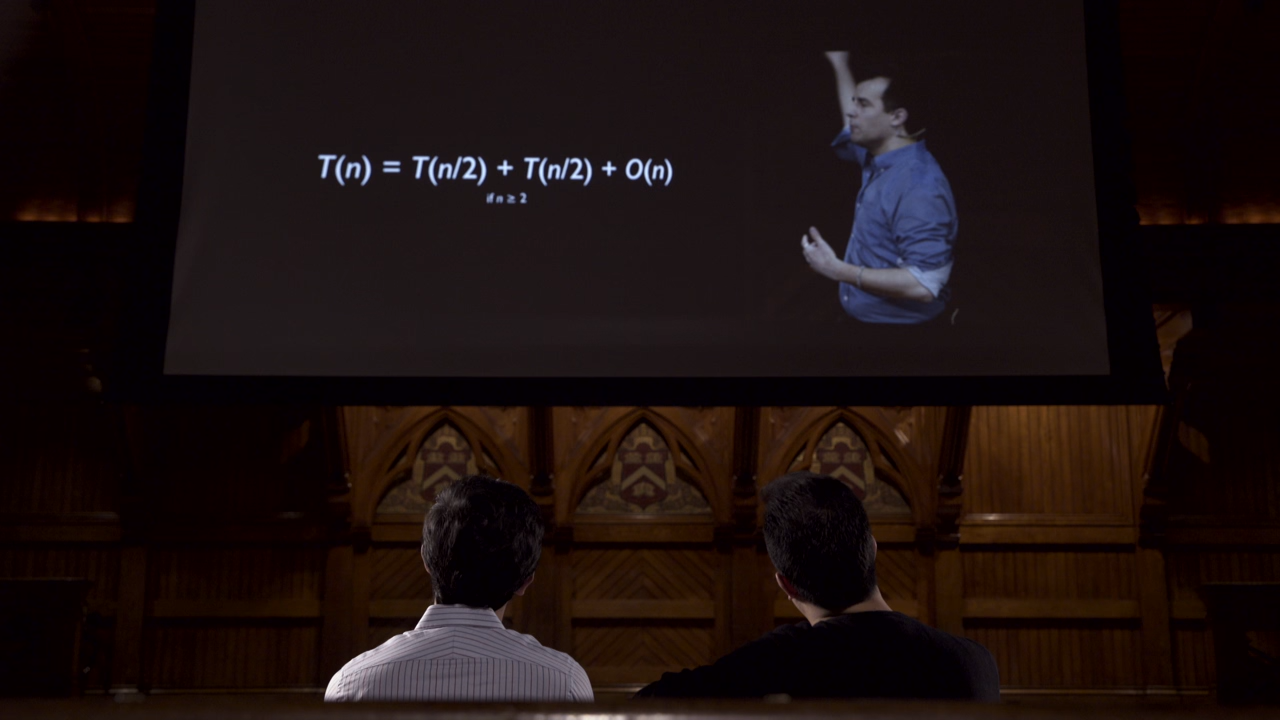 T(n) = T(n/2) + T(n/2) + O(n)
if n ≥ 2